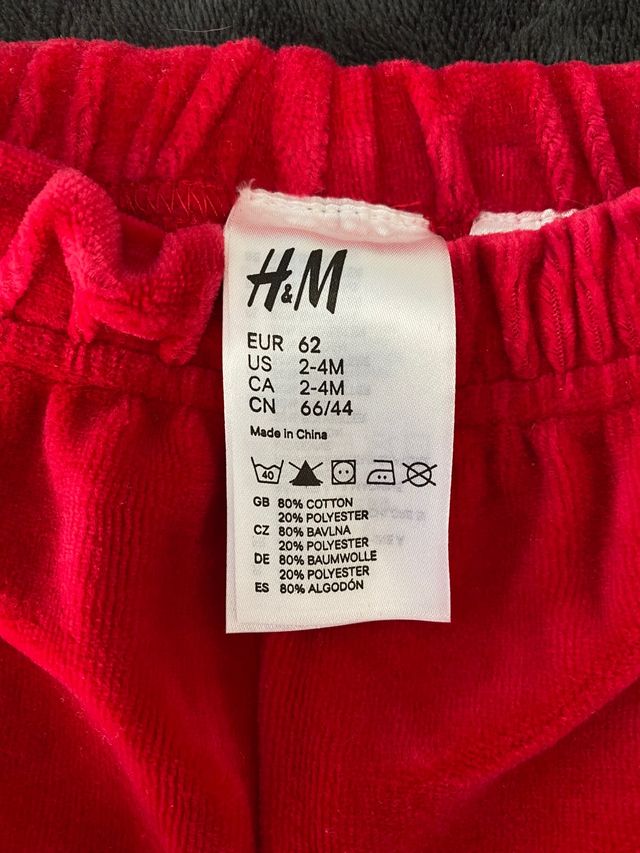 H&M
EUR 62
US 2-4M
CA 2-4M
CN 66/44
Made in China
40
GB 80% COTTON
20% POLYESTER
CZ 80% BAVLNA
20% POLYESTER
DE 80% BAUMWOLLE
20% POLYESTER
ES 80% ALGODÓN